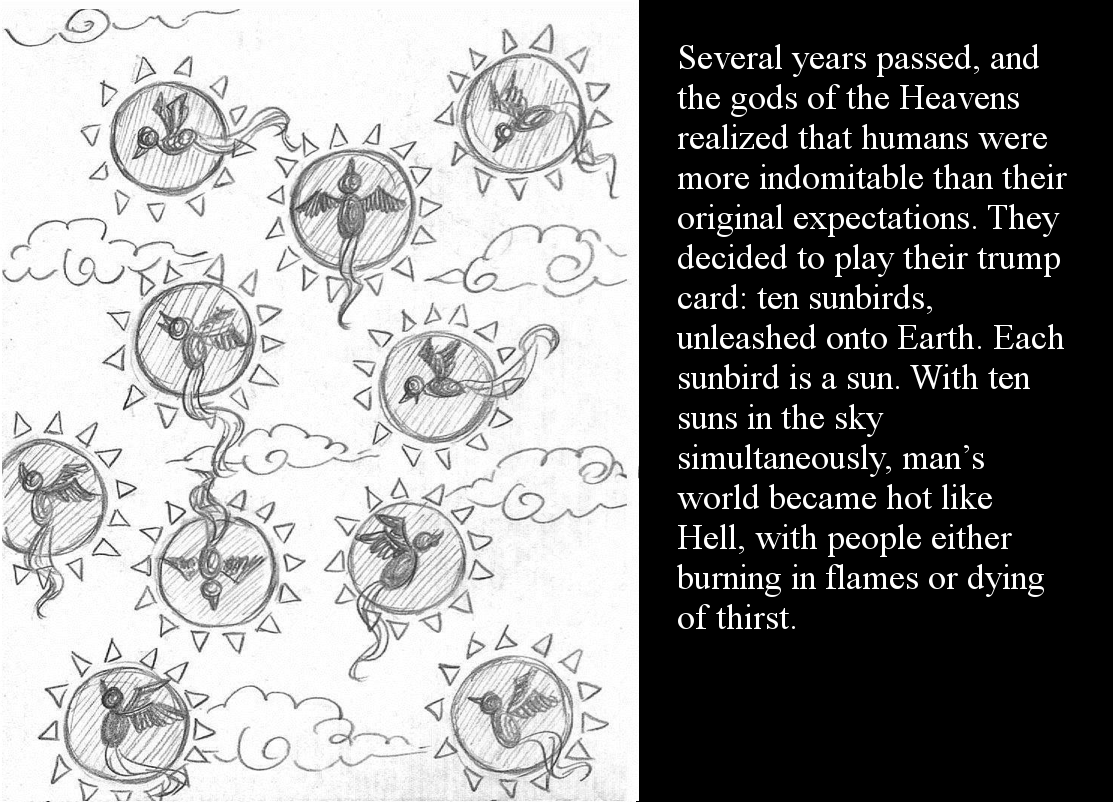 Several years passed, and
the gods of the Heavens
realized that humans were
more indomitable than their
original expectations. They
decided to play their trump
card: ten sunbirds,
unleashed onto Earth. Each
sunbird is a sun. With ten
suns in the sky
simultaneously, man’s
world became hot like
Hell, with people either
burning in flames or dying
of thirst.